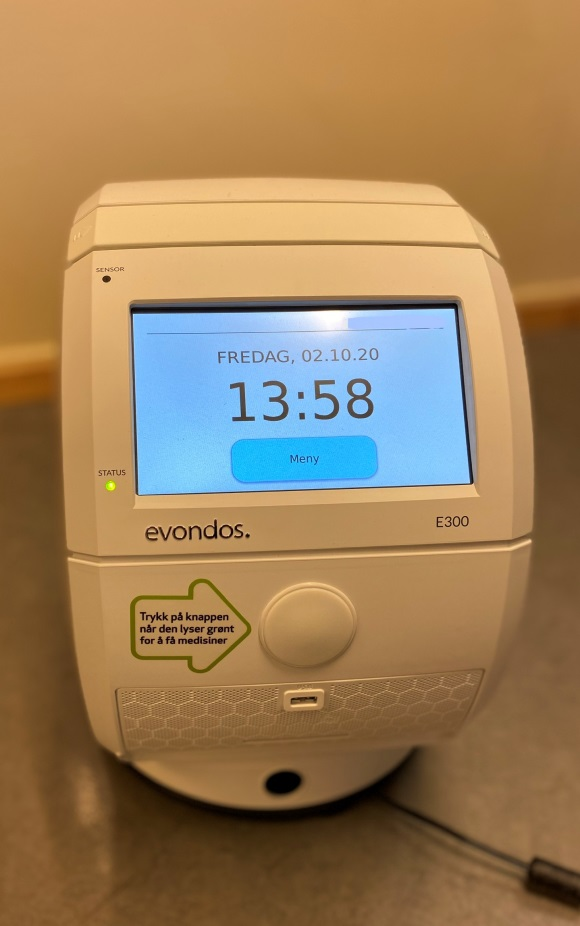 SENSOR
FREDAG, 02.10.20
13:58
Meny
STATUS
evondos.
E300
Trykk på knappen
når den lyser grønt
for å få medisiner